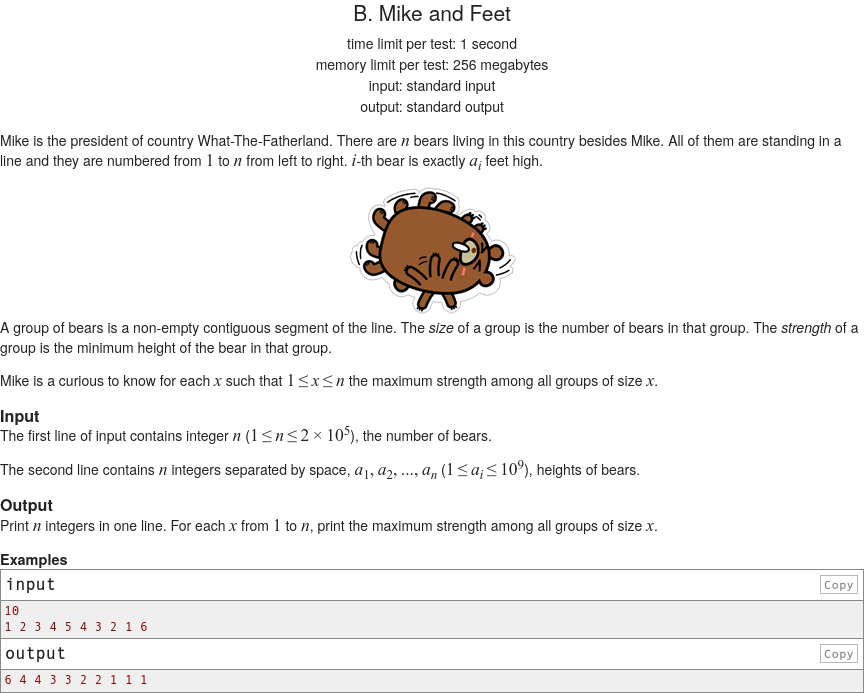 B. Mike and Feet
time limit per test: 1 second
memory limit per test: 256 megabytes
input: standard input
output: standard output
Mike is the president of country What-The-Fatherland. There are n bears living in this country besides Mike. All of them are standing in a
line and they are numbered from 1 to n from left to right. i-th bear is exactly a_i feet high.
A group of bears is a non-empty contiguous segment of the line. The size of a group is the number of bears in that group. The strength of a
group is the minimum height of the bear in that group.
Mike is a curious to know for each x such that 1 ≤ x ≤ n the maximum strength among all groups of size x.
Input
The first line of input contains integer n (1 ≤ n ≤ 2 × 10^5), the number of bears.
The second line contains n integers separated by space, a_1, a_2, ..., a_n (1 ≤ a_i ≤ 10^9), heights of bears.
Output
Print n integers in one line. For each x from 1 to n, print the maximum strength among all groups of size x.
Examples
input Copy
10
1 2 3 4 5 4 3 2 1 6
output Copy
6 4 4 3 3 2 2 1 1 1